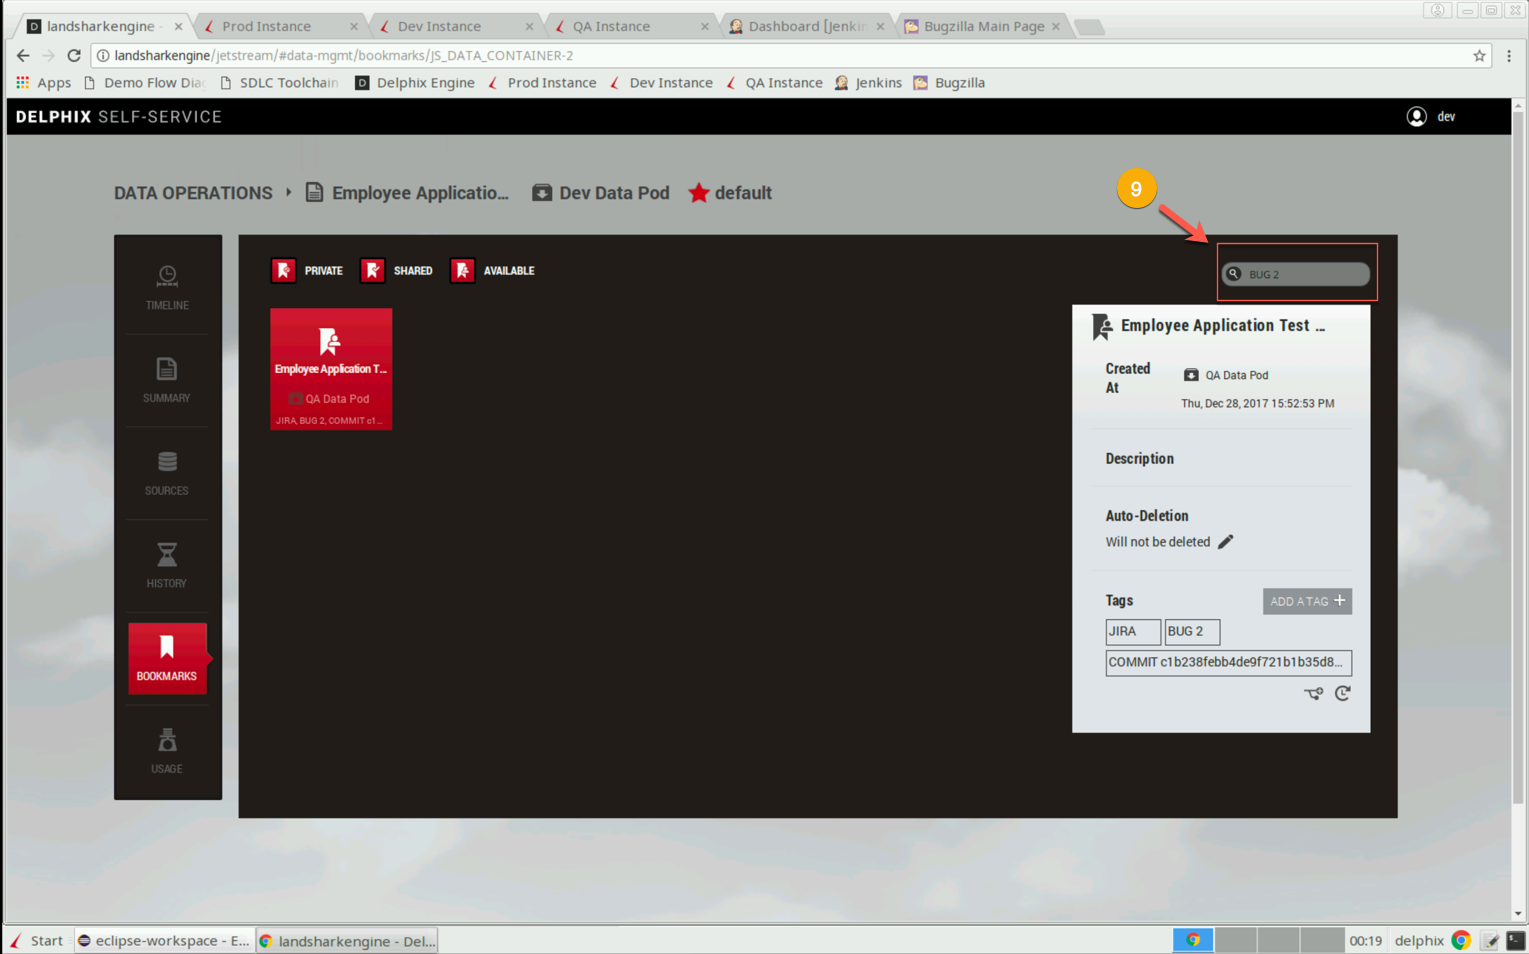 landsharkengine -
Prod Instance
Dev Instance
QA Instance
Dashboard [Jenkin
Bugzilla Main Page
landsharkengine/jetstream/#data-mgmt/bookmarks/JS_DATA_CONTAINER-2
Apps
Demo Flow Dia
SDLC Toolchain
Delphix Engine
Prod Instance
Dev Instance
QA Instance
Jenkins
Bugzilla
DELPHIX SELF-SERVICE
dev
DATA OPERATIONS
Employee Applicatio...
Dev Data Pod
default
9
TIMELINE
SUMMARY
SOURCES
HISTORY
BOOKMARKS
USAGE
PRIVATE
SHARED
AVAILABLE
BUG 2
Employee Application T...
QA Data Pod
JIRA, BUG 2, COMMIT c1...
Employee Application Test ...
Created At
QA Data Pod
Thu, Dec 28, 2017 15:52:53 PM
Description
Auto-Deletion
Will not be deleted
Tags
ADD A TAG +
JIRA
BUG 2
COMMIT c1b238febb4de9f721b1b35d8...
Start
eclipse-workspace - E...
landsharkengine - Del...
00:19
delphix